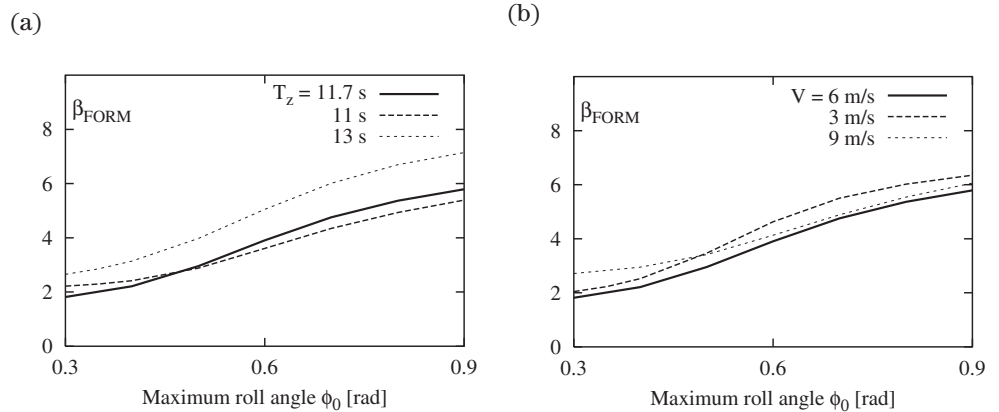 (a)
β_FORM
T_z = 11.7 s
11 s
13 s
8
6
4
2
0
0.3 0.6 0.9
Maximum roll angle ϕ_0 [rad]
(b)
β_FORM
V = 6 m/s
3 m/s
9 m/s
8
6
4
2
0
0.3 0.6 0.9
Maximum roll angle ϕ_0 [rad]